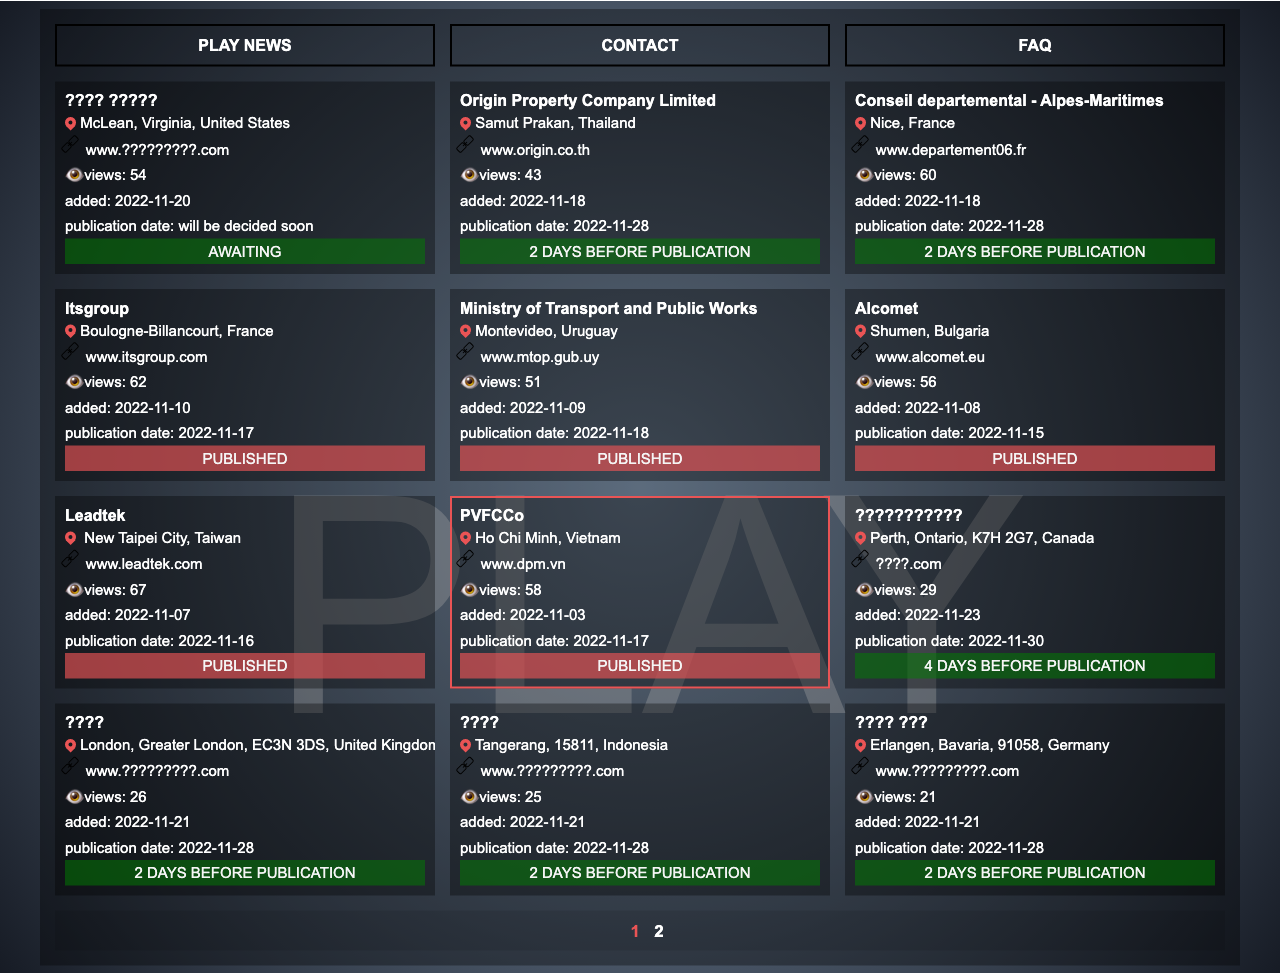 PLAY NEWS
CONTACT
FAQ
???? ?????
McLean, Virginia, United States
www.?????????.com
views: 54
added: 2022-11-20
publication date: will be decided soon
AWAITING
Origin Property Company Limited
Samut Prakan, Thailand
www.origin.co.th
views: 43
added: 2022-11-18
publication date: 2022-11-28
2 DAYS BEFORE PUBLICATION
Conseil departemental - Alpes-Maritimes
Nice, France
www.departement06.fr
views: 60
added: 2022-11-18
publication date: 2022-11-28
2 DAYS BEFORE PUBLICATION
Itsgroup
Boulogne-Billancourt, France
www.itsgroup.com
views: 62
added: 2022-11-10
publication date: 2022-11-17
PUBLISHED
Ministry of Transport and Public Works
Montevideo, Uruguay
www.mtop.gub.uy
views: 51
added: 2022-11-09
publication date: 2022-11-18
PUBLISHED
Alcomet
Shumen, Bulgaria
www.alcomet.eu
views: 56
added: 2022-11-08
publication date: 2022-11-15
PUBLISHED
Leadtek
New Taipei City, Taiwan
www.leadtek.com
views: 67
added: 2022-11-07
publication date: 2022-11-16
PUBLISHED
PVFCCo
Ho Chi Minh, Vietnam
www.dpm.vn
views: 58
added: 2022-11-03
publication date: 2022-11-17
PUBLISHED
???????????
Perth, Ontario, K7H 2G7, Canada
????.com
views: 29
added: 2022-11-23
publication date: 2022-11-30
4 DAYS BEFORE PUBLICATION
PLAY
????
London, Greater London, EC3N 3DS, United Kingdon
www.?????????.com
views: 26
added: 2022-11-21
publication date: 2022-11-28
2 DAYS BEFORE PUBLICATION
????
Tangerang, 15811, Indonesia
www.?????????.com
views: 25
added: 2022-11-21
publication date: 2022-11-28
2 DAYS BEFORE PUBLICATION
???? ???
Erlangen, Bavaria, 91058, Germany
www.?????????.com
views: 21
added: 2022-11-21
publication date: 2022-11-28
2 DAYS BEFORE PUBLICATION
1 2